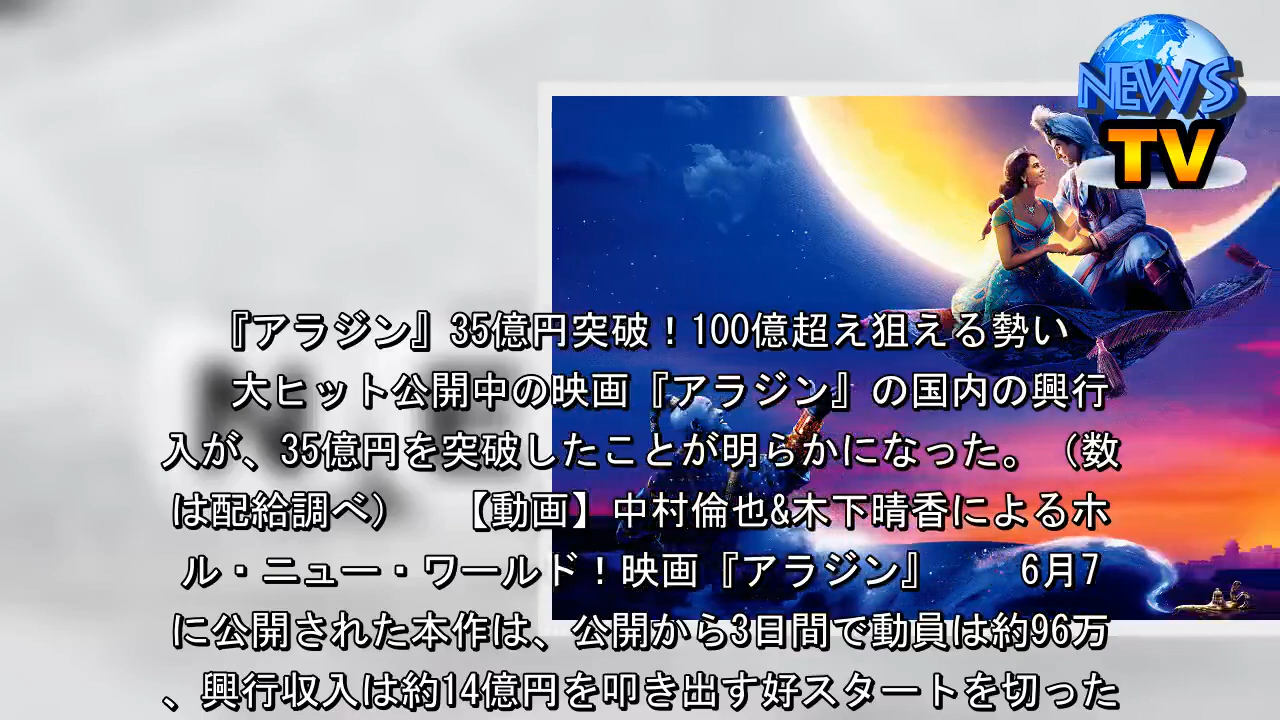 NEWS
TV
『アラジン』35億円突破！100億超え狙える勢い
大ヒット公開中の映画『アラジン』の国内の興行
入が、35億円を突破したことが明らかになった。（数
は配給調べ）　【動画】中村倫也&木下晴香によるホ
ル・ニュー・ワールド！映画『アラジン』　6月7
に公開された本作は、公開から3日間で動員は約96万
、興行収入は約14億円を叩き出す好スタートを切った